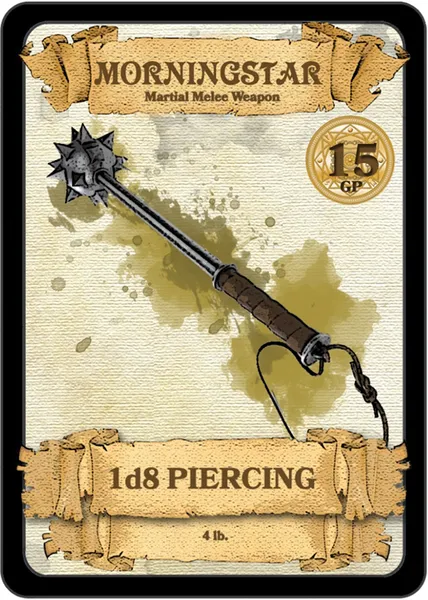 MORNINGSTAR
Martial Melee Weapon
15
GP
1d8 PIERCING
4 lb.